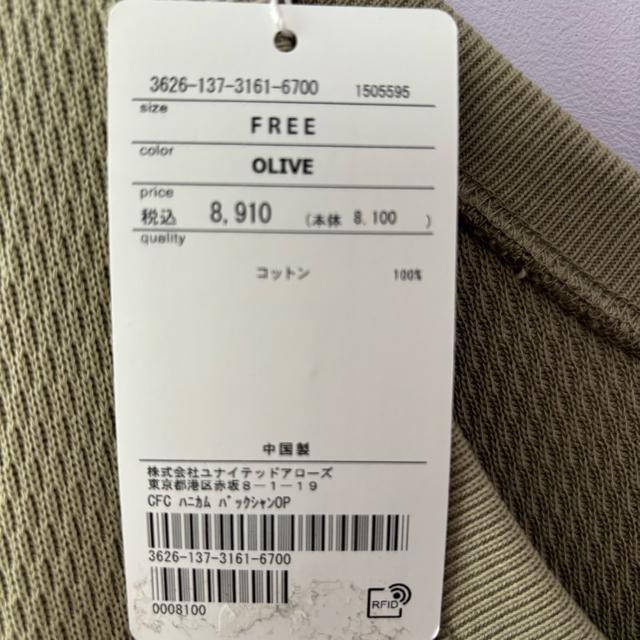 3626-137-3161-6700 1505595
size
FREE
color
OLIVE
price
税込 8,910 (本体 8,100 )
quality
コットン 100%
中国製
株式会社ユナイテッドアローズ
東京都港区赤坂8-1-19
CFC ハニカム バックシャンOP
3626-137-3161-6700
0008100
RFID